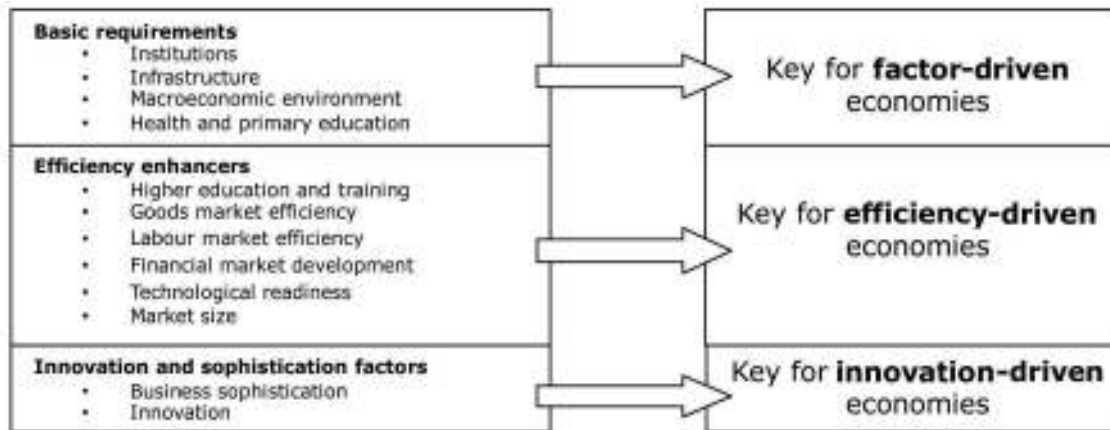 Basic requirements
• Institutions
• Infrastructure
• Macroeconomic environment
• Health and primary education
Key for factor-driven
economies
Efficiency enhancers
• Higher education and training
• Goods market efficiency
• Labour market efficiency
• Financial market development
• Technological readiness
• Market size
Key for efficiency-driven
economies
Innovation and sophistication factors
• Business sophistication
• Innovation
Key for innovation-driven
economies